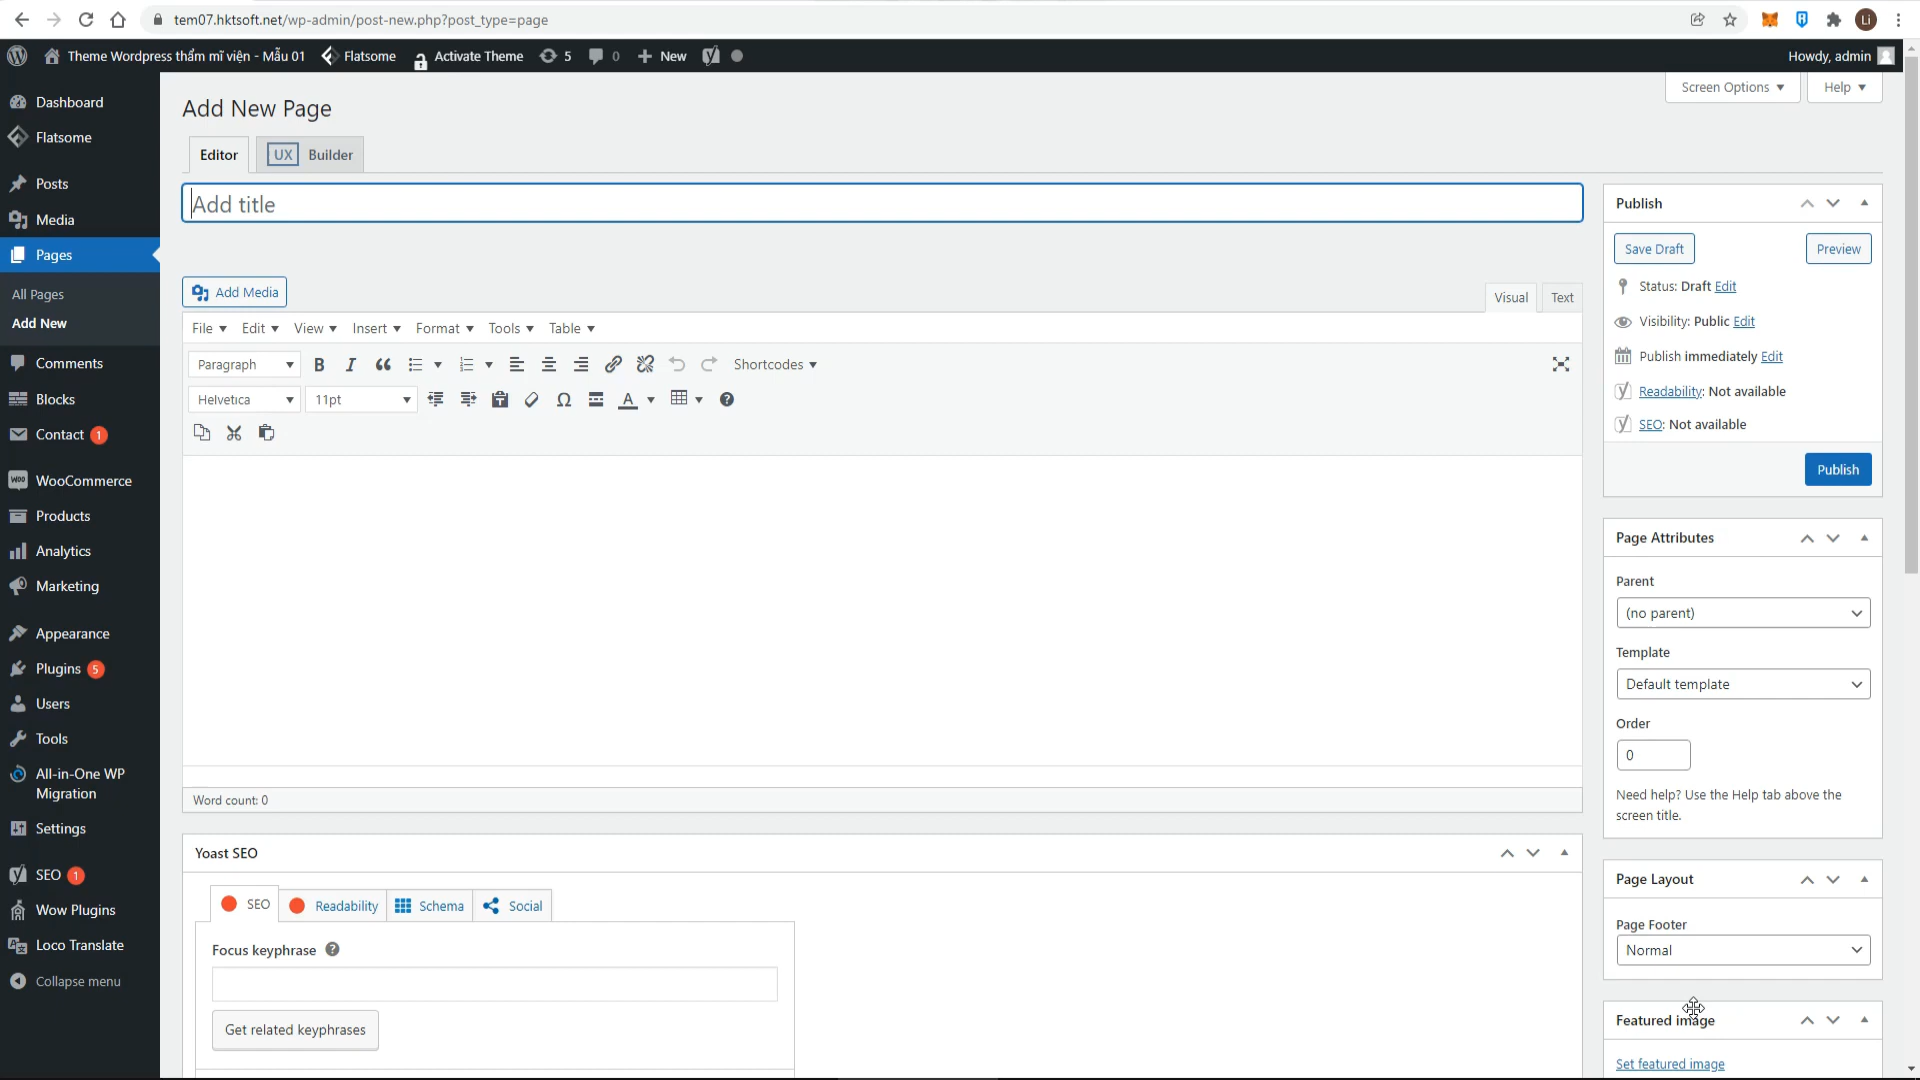 tem07.hktsoft.net/wp-admin/post-new.php?post_type=page
Li
Theme Wordpress thẩm mĩ viện - Mẫu 01
Flatsome
Activate Theme
5
0
New
Howdy, admin
Dashboard
Flatsome
Posts
Media
Pages
All Pages
Add New
Comments
Blocks
Contact 1
WooCommerce
Products
Analytics
Marketing
Appearance
Plugins 5
Users
Tools
All-in-One WP
Migration
Settings
SEO 1
Wow Plugins
Loco Translate
Collapse menu
Screen Options
Help
Add New Page
Editor
UX Builder
Add title
Add Media
Visual
Text
File
Edit
View
Insert
Format
Tools
Table
Paragraph
Shortcodes
Helvetica
11pt
Word count: 0
Yoast SEO
SEO
Readability
Schema
Social
Focus keyphrase
Get related keyphrases
Publish
Save Draft
Preview
Status: Draft Edit
Visibility: Public Edit
Publish immediately Edit
Readability: Not available
SEO: Not available
Publish
Page Attributes
Parent
(no parent)
Template
Default template
Order
0
Need help? Use the Help tab above the
screen title.
Page Layout
Page Footer
Normal
Featured image
Set featured image